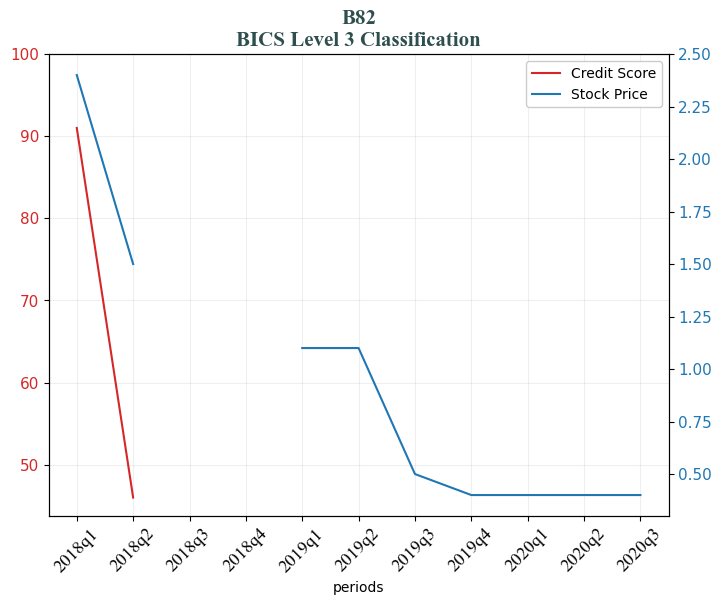 B82
BICS Level 3 Classification
100
90
80
70
60
50
2.50
2.25
2.00
1.75
1.50
1.25
1.00
0.75
0.50
Credit Score
Stock Price
2018q1
2018q2
2018q3
2018q4
2019q1
2019q2
2019q3
2019q4
2020q1
2020q2
2020q3
periods